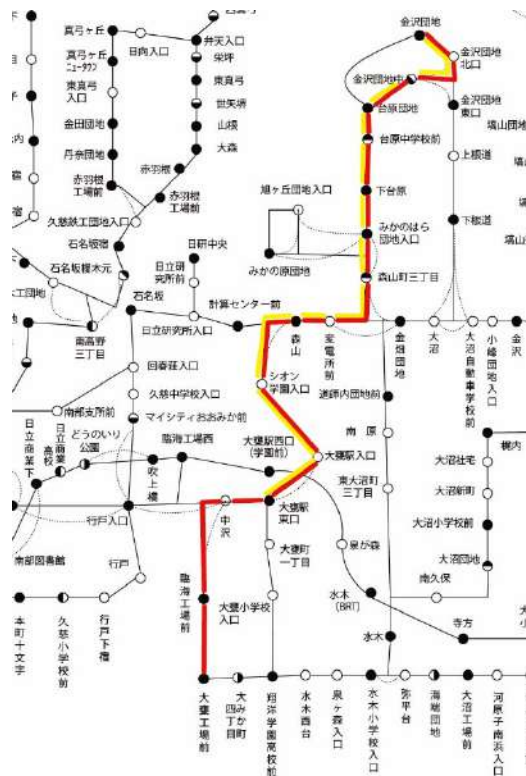 真弓ヶ丘
日向入口
弁天入口
栄坪
真弓ヶ丘
ニュータウン
東真弓
入口
東真弓
世矢塙
金田団地
山根
丹奈団地
大森
赤羽根
工場前
赤羽根
赤羽根
工場前
久慈鉄工団地入口
石名坂宿
石名坂榎木元
南高野
三丁目
日研中央
日立研究所前
石名坂
計算センター前
日立研究所入口
回春荘入口
久慈中学校入口
マイシティおおみか前
南部支所前
日立商業下
日立商業高校
どうのいり
公園
吹上橋
臨海工場西
行戸入口
中沢
南部図書館
行戸
本町十文字
久慈小学校前
行戸下宿
臨海工場前
大甕工場前
大みか町
四丁目
大甕小学校
入口
翔洋学園高校前
大甕町
一丁目
大甕駅
東口
大甕駅西口
(学園前)
大甕駅入口
シオン
学園入口
森山
変電所前
金畑団地
大沼
大沼自動車学校前
小峰団地入口
金沢
金沢団地
金沢団地
北口
金沢団地中
金沢団地
東口
台原団地
台原中学校前
上根道
旭ヶ丘団地入口
下台原
みかのはら
団地入口
下根道
みかの原団地
森山町三丁目
塙山団地
道師内団地前
南原
東大沼町
三丁目
泉が森
水木
(BRT)
水木
南久保
寺方
大沼社宅
大沼新町
大沼小学校前
大沼団地
水木西台
泉ヶ森入口
水木小学校入口
弥平台
海端団地
大沼工場前
河原子南浜入口